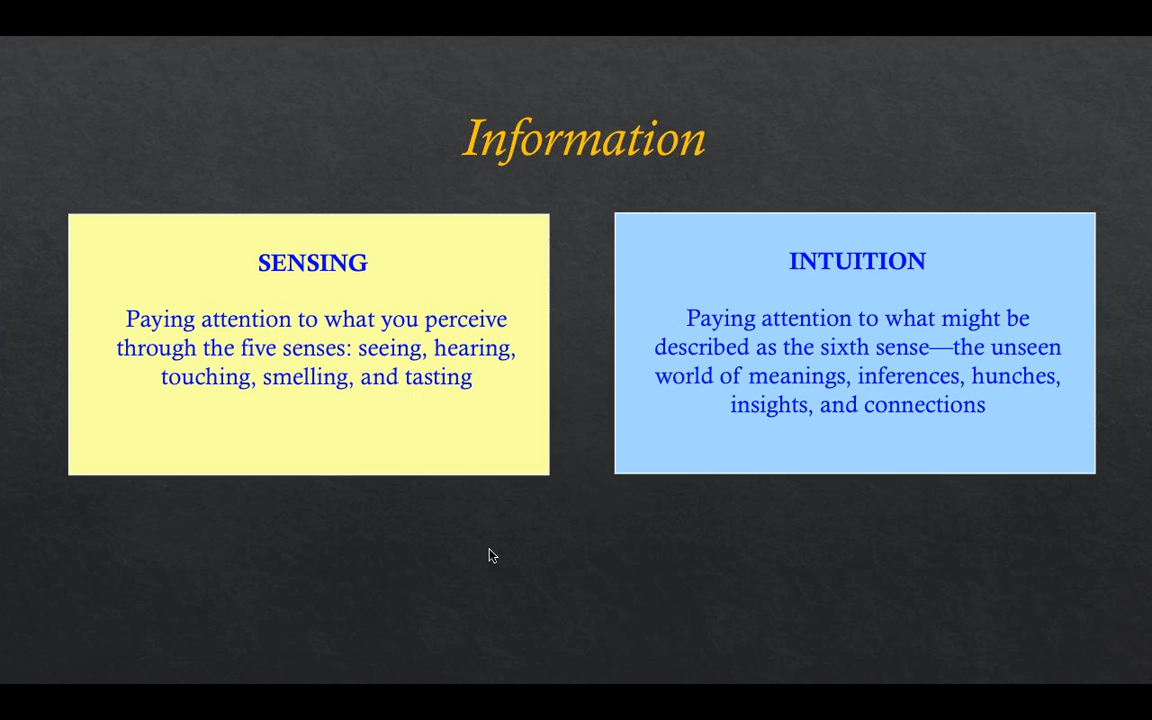 Information
SENSING
Paying attention to what you perceive
through the five senses: seeing, hearing,
touching, smelling, and tasting
INTUITION
Paying attention to what might be
described as the sixth sense—the unseen
world of meanings, inferences, hunches,
insights, and connections